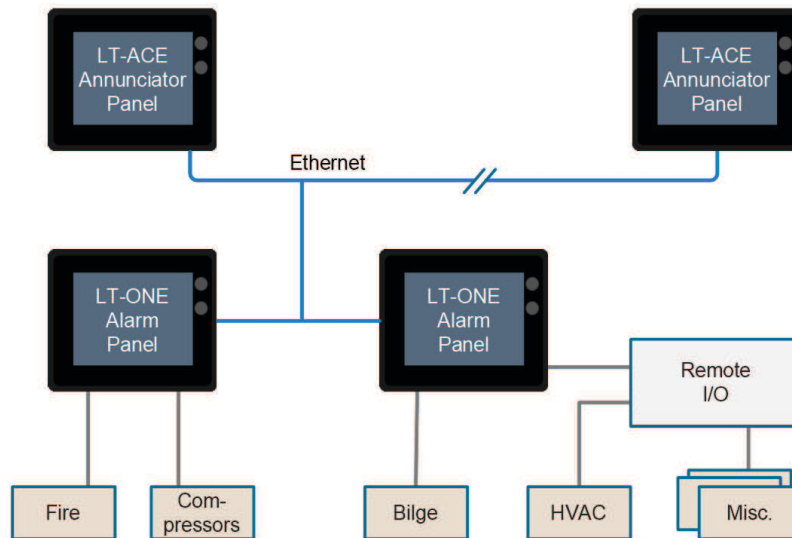 LT-ACE
Annunciator
Panel
LT-ACE
Annunciator
Panel
Ethernet
LT-ONE
Alarm
Panel
LT-ONE
Alarm
Panel
Remote
I/O
Fire
Com-
pressors
Bilge
HVAC
Misc.